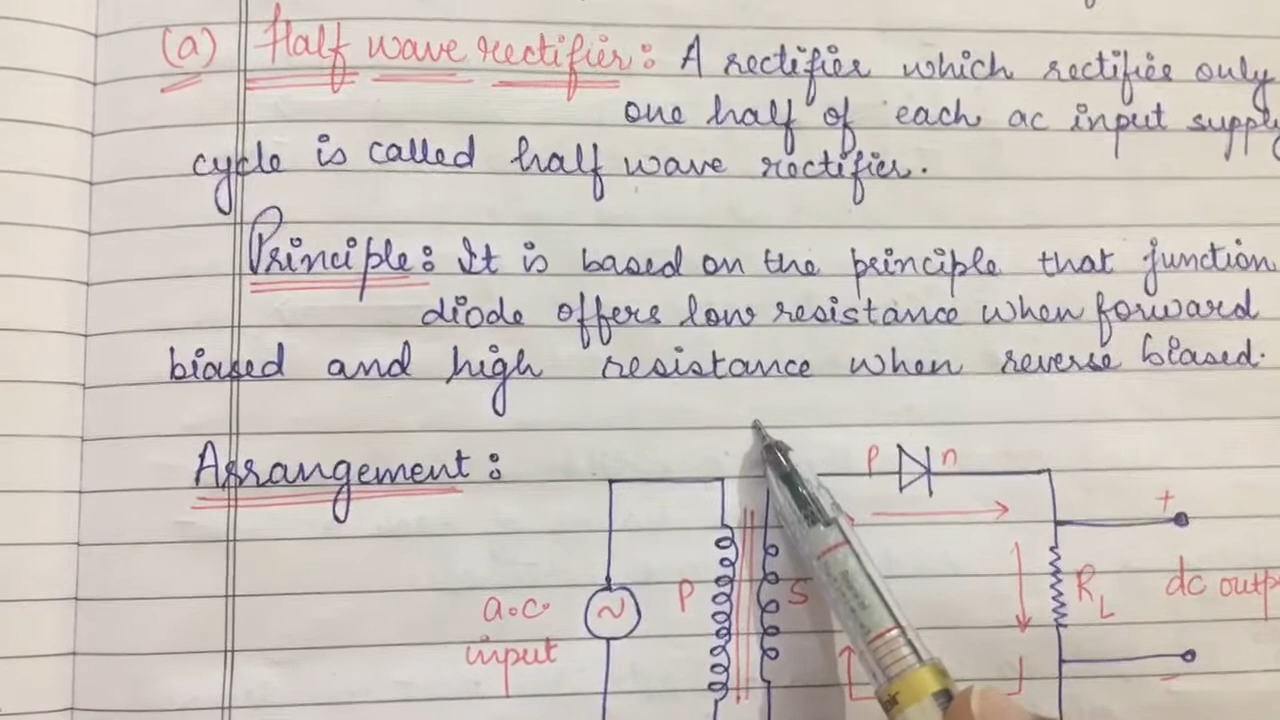 (a) Half wave rectifier: A rectifier which rectifies only
one half of each ac input supply
cycle is called half wave rectifier.
Principle: It is based on the principle that junction
diode offers low resistance when forward
biased and high resistance when reverse biased.
Arrangement:
p n
+
a.c. input
~
P
S
RL
dc outp
-